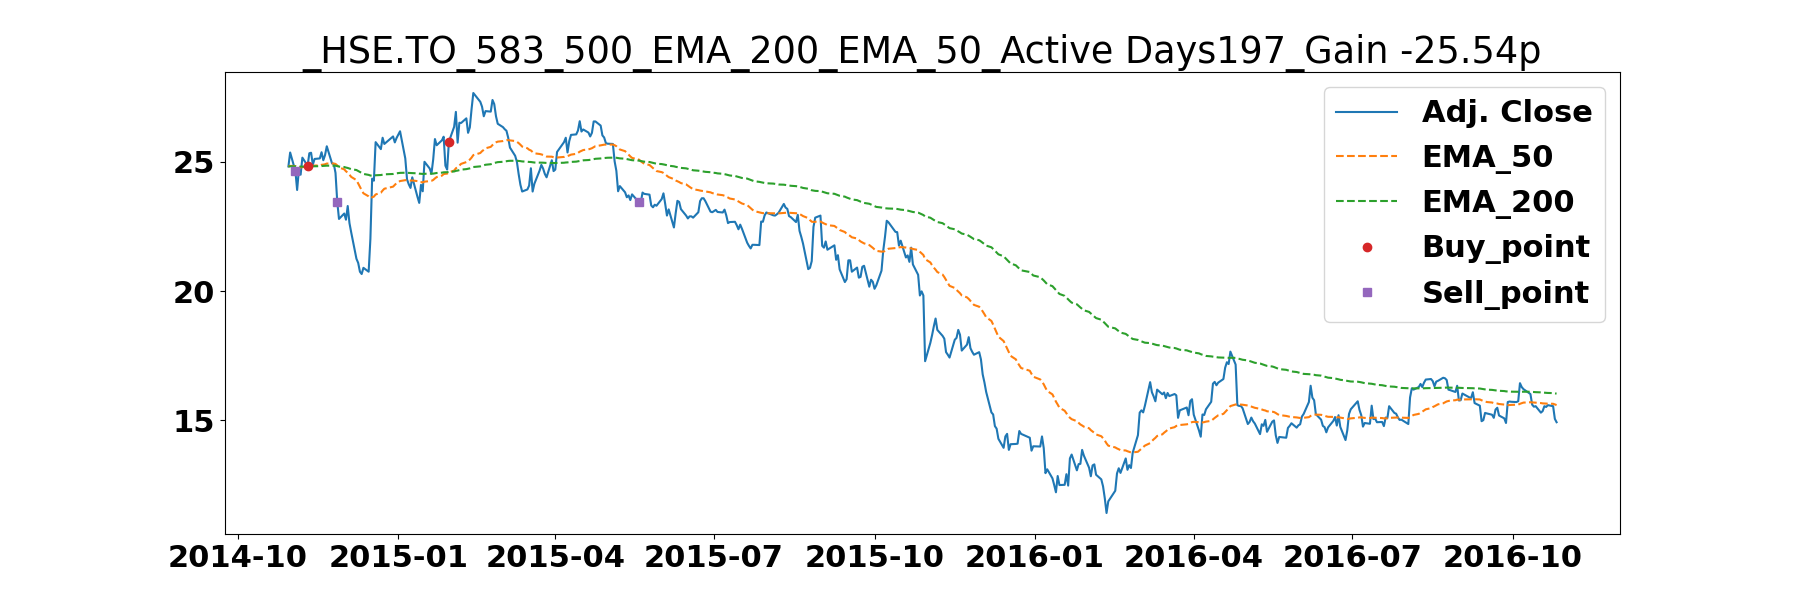 _HSE.TO_583_500_EMA_200_EMA_50_Active Days197_Gain -25.54p
Adj. Close
EMA_50
EMA_200
Buy_point
Sell_point
25
20
15
2014-10 2015-01 2015-04 2015-07 2015-10 2016-01 2016-04 2016-07 2016-10